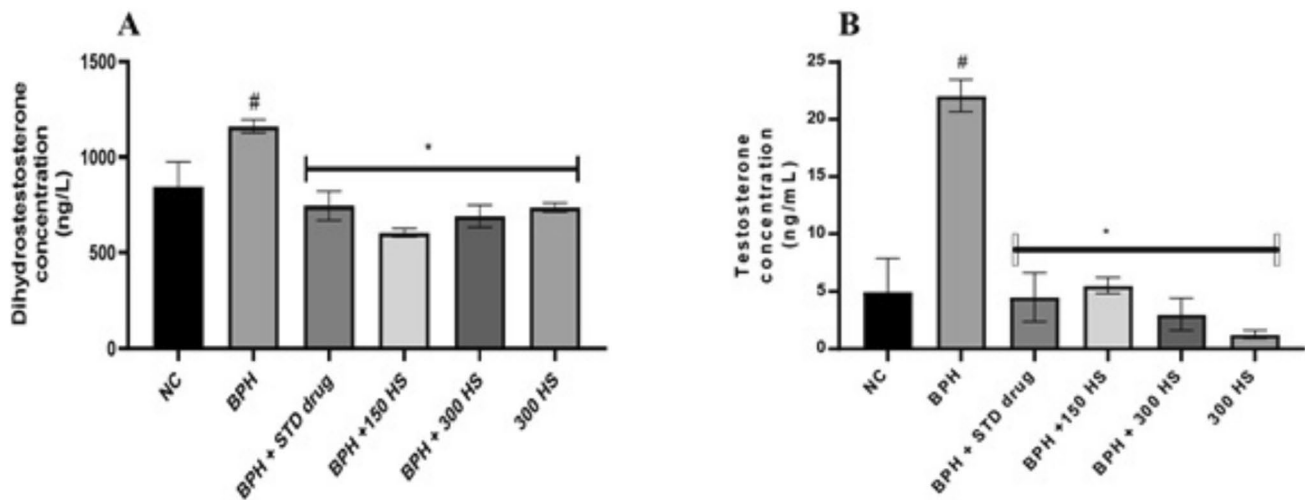 A
Dihydrostestosterone
concentration
(ng/L)
1500
1000
500
0
#
*
NC
BPH
BPH + STD drug
BPH +150 HS
BPH + 300 HS
300 HS
B
Testosterone
concentration
(ng/mL)
25
20
15
10
5
0
#
*
NC
BPH
BPH + STD drug
BPH +150 HS
BPH + 300 HS
300 HS